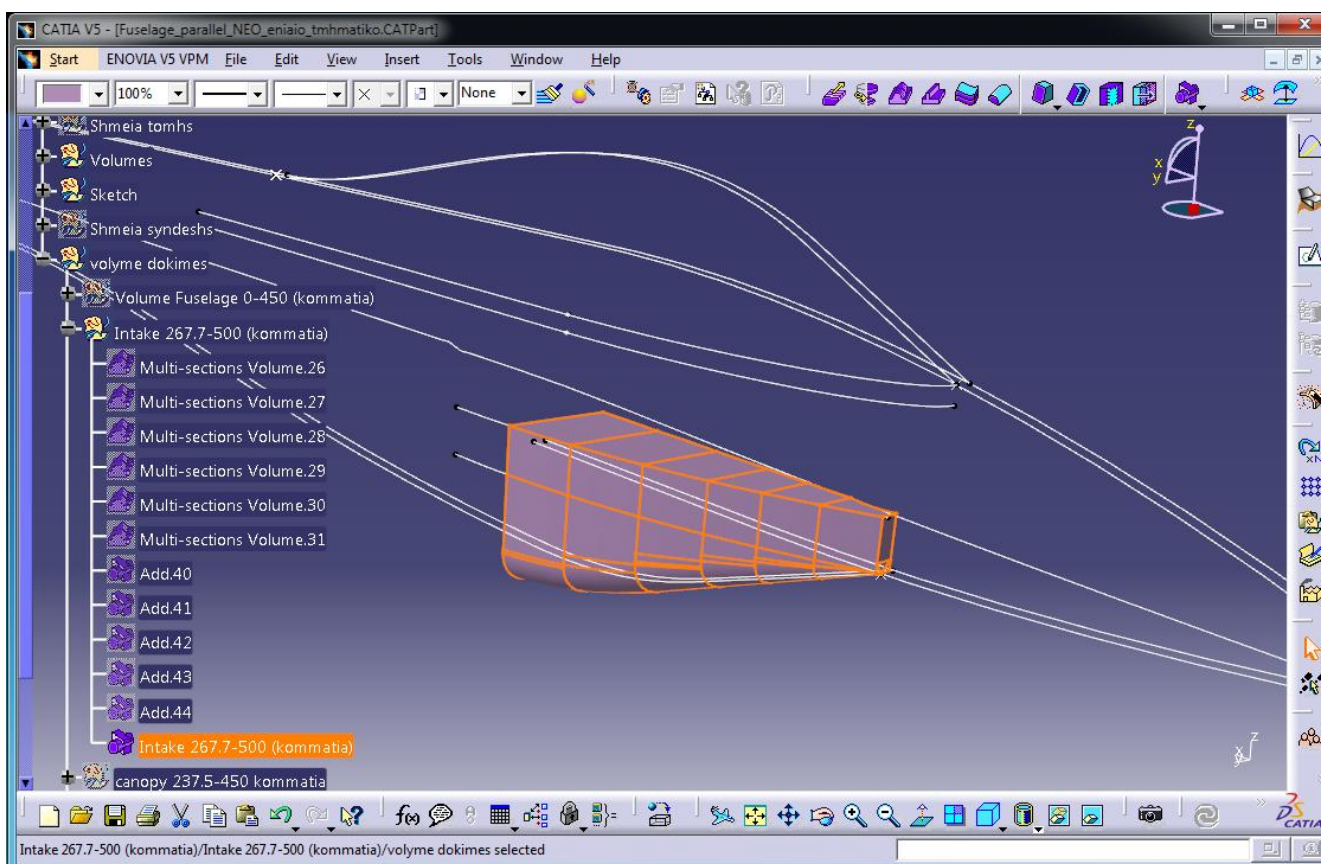 CATIA V5 - [Fuselage_parallel_NEO_eniaio_tmhmatiko.CATPart]
Start ENOVIA V5 VPM File Edit View Insert Tools Window Help
100% None
Shmeia tomhs
Volumes
Sketch
Shmeia syndeshs
volyme dokimes
Volume Fuselage 0-450 (kommatia)
Intake 267.7-500 (kommatia)
Multi-sections Volume.26
Multi-sections Volume.27
Multi-sections Volume.28
Multi-sections Volume.29
Multi-sections Volume.30
Multi-sections Volume.31
Add.40
Add.41
Add.42
Add.43
Add.44
Intake 267.7-500 (kommatia)
canopy 237.5-450 kommatia
z
x
y
z
x
f(x)
CATIA
Intake 267.7-500 (kommatia)/Intake 267.7-500 (kommatia)/volyme dokimes selected